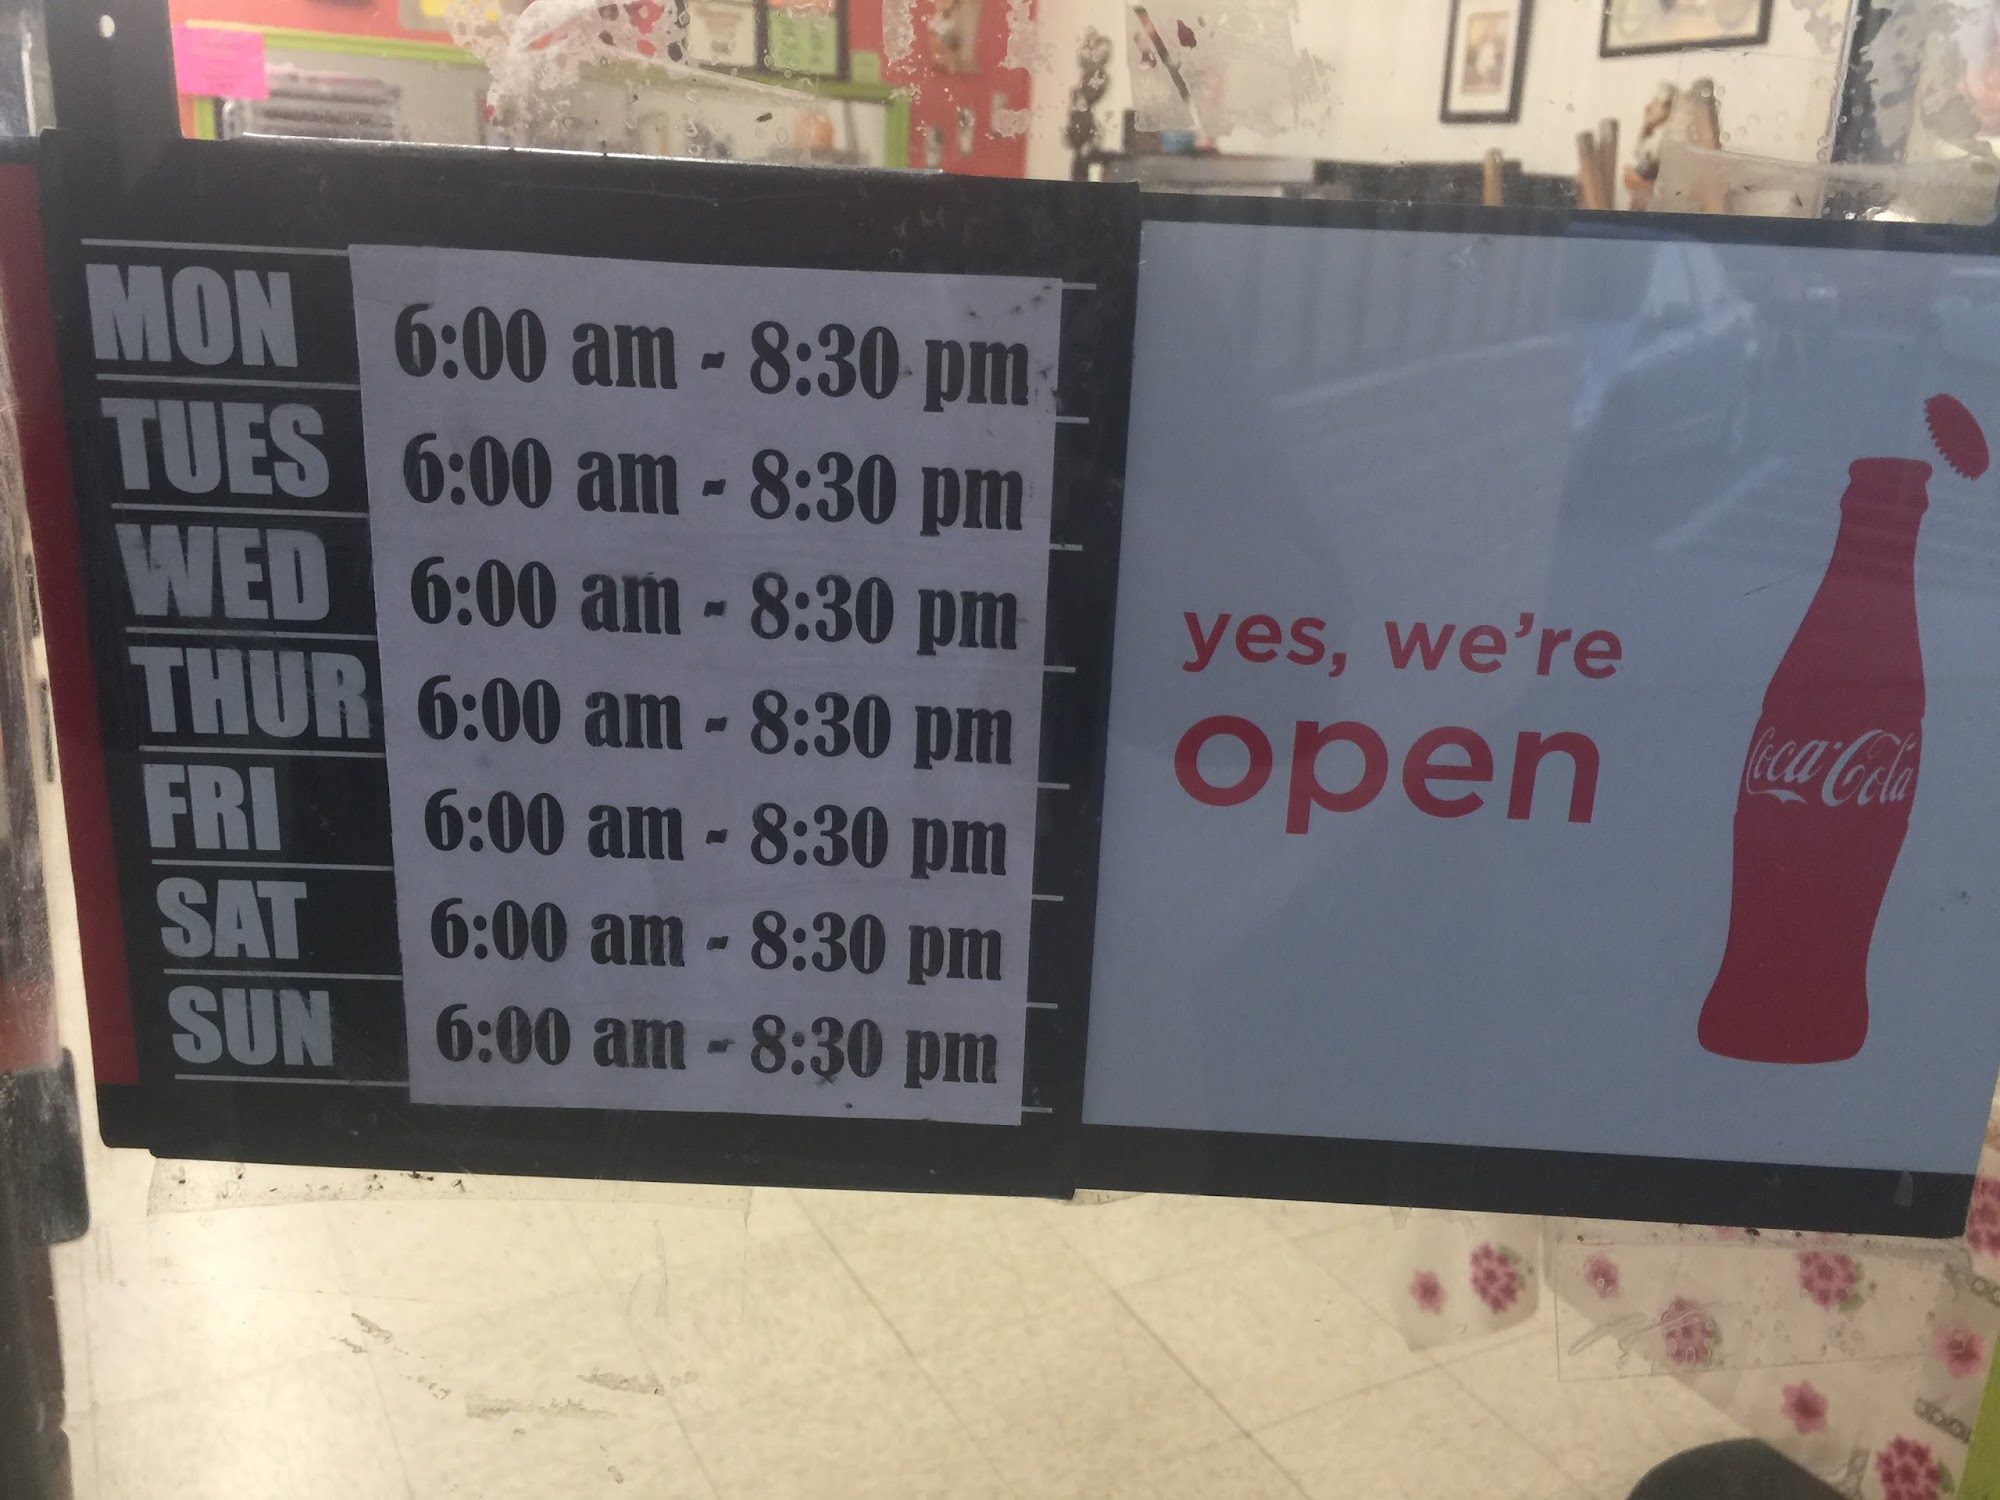 MON 6:00 am - 8:30 pm
TUES 6:00 am - 8:30 pm
WED 6:00 am - 8:30 pm
THUR 6:00 am - 8:30 pm
FRI 6:00 am - 8:30 pm
SAT 6:00 am - 8:30 pm
SUN 6:00 am - 8:30 pm
yes, we're
open
Coca-Cola